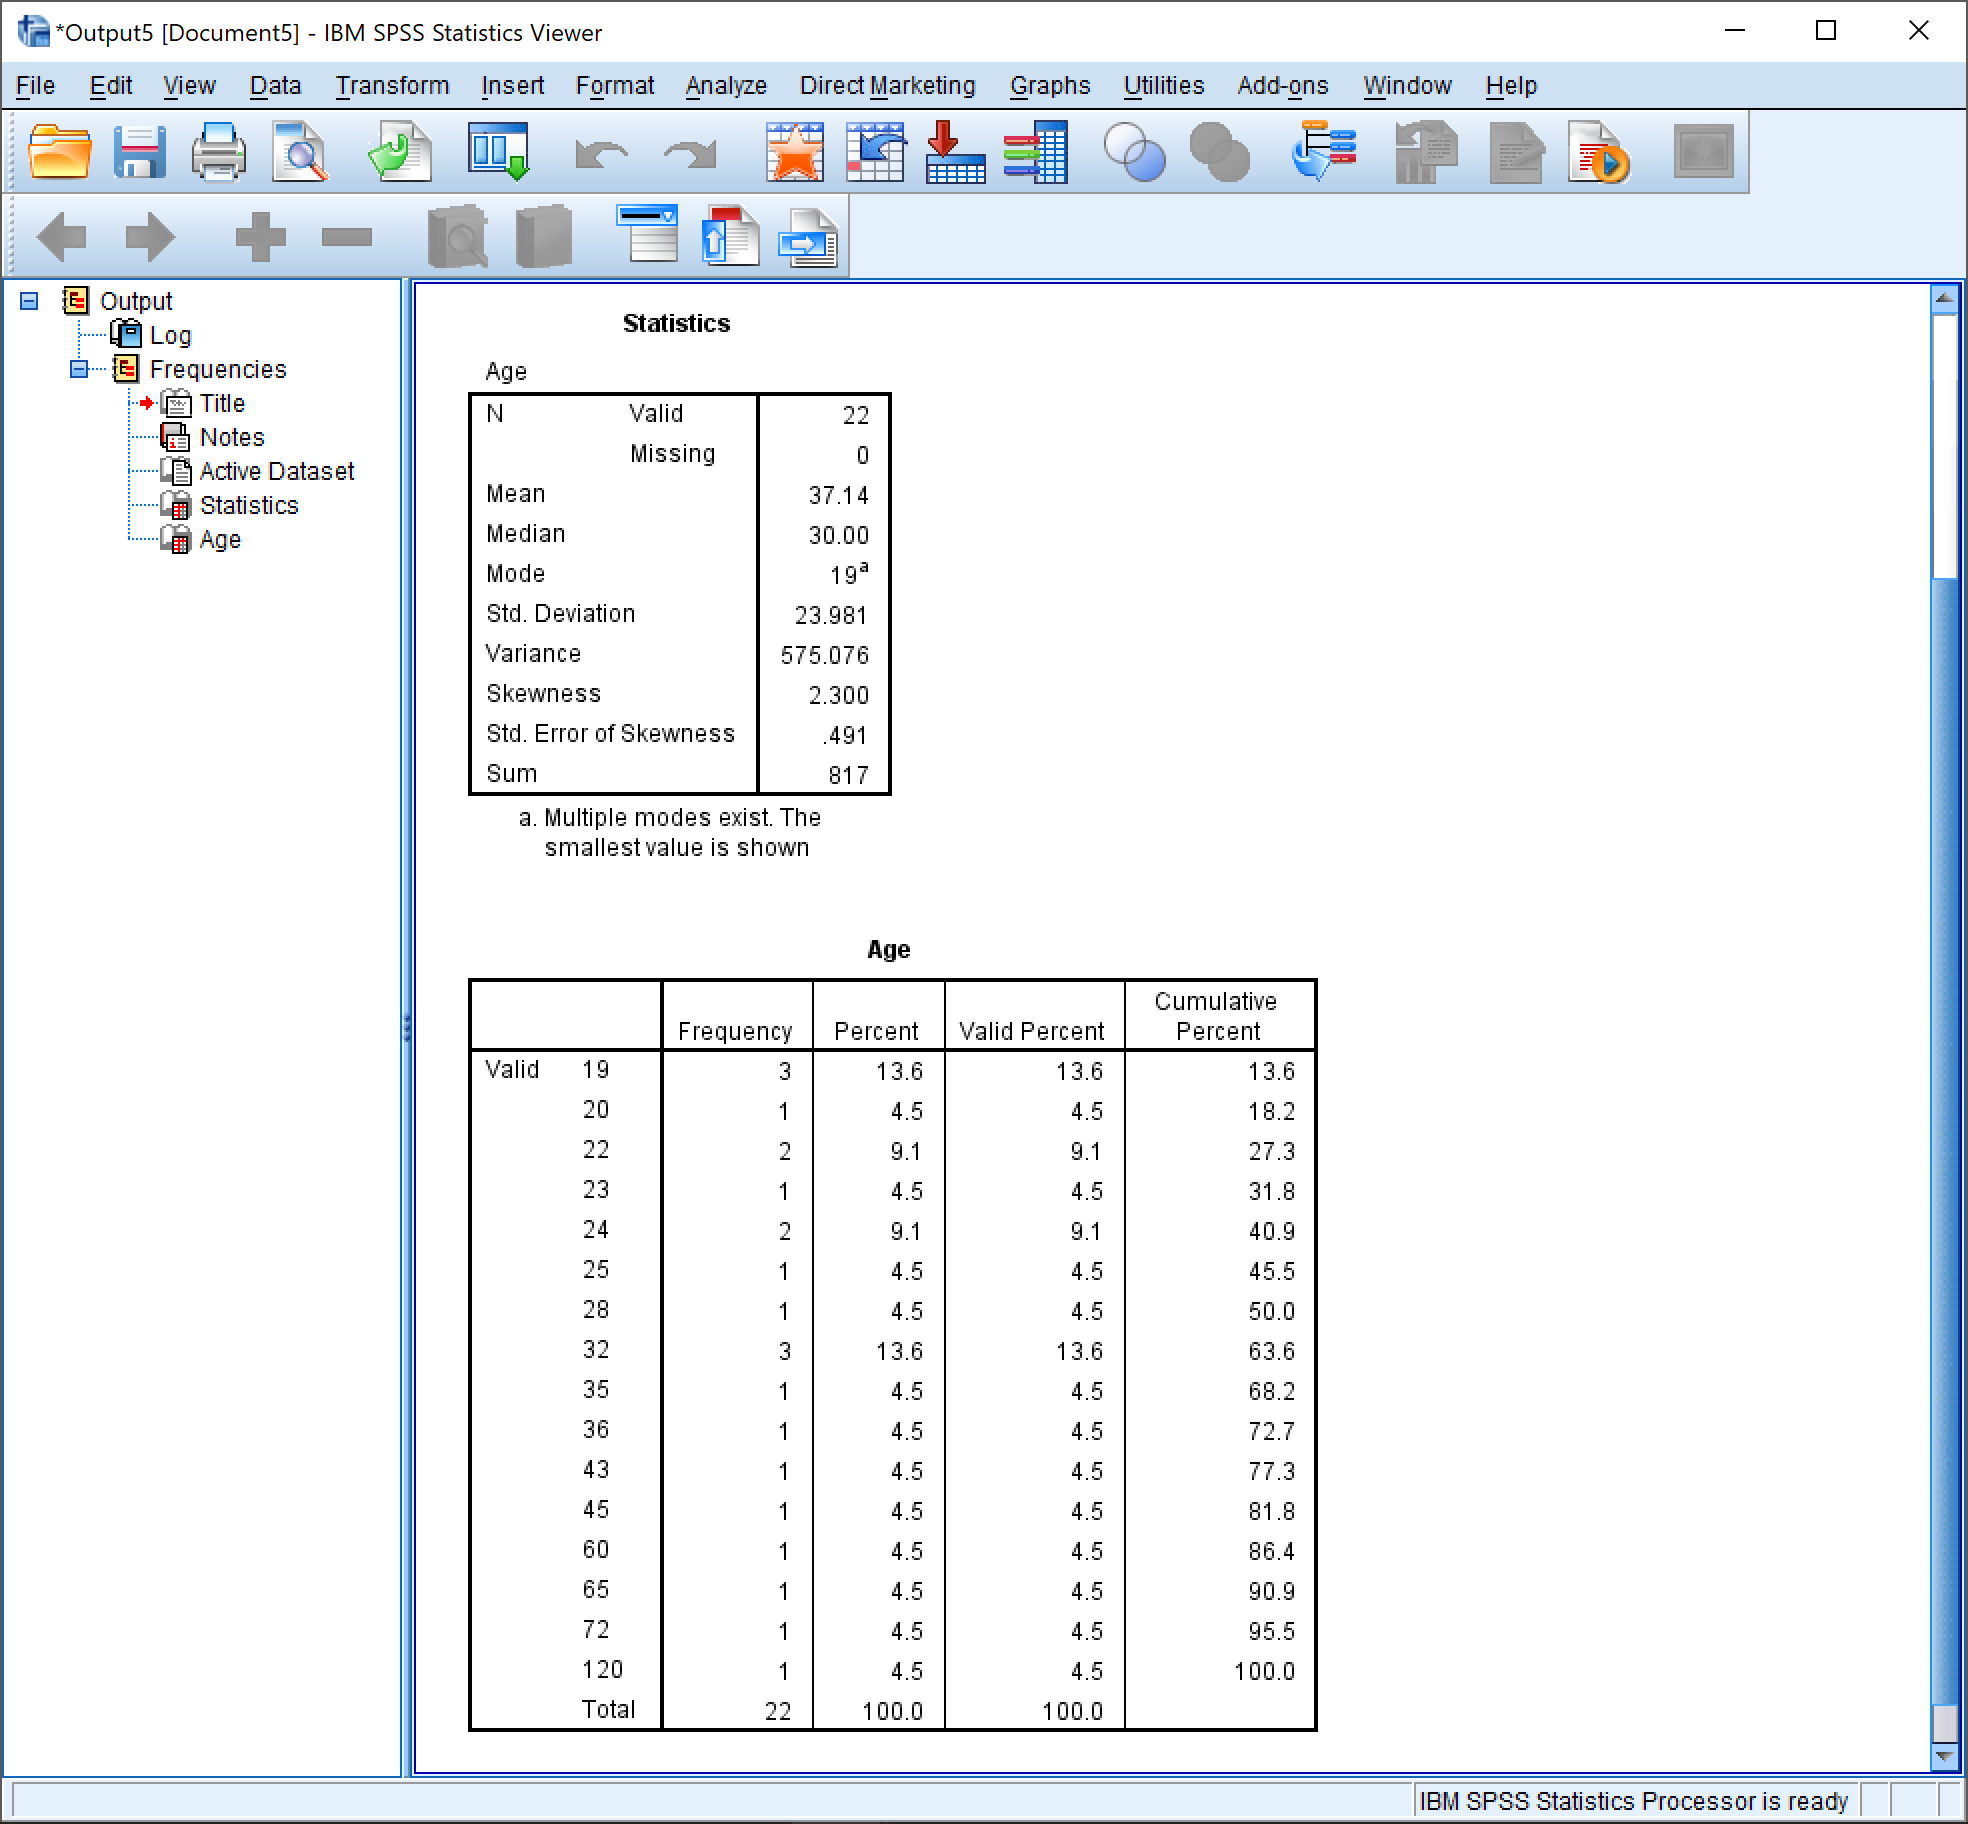 *Output5 [Document5] - IBM SPSS Statistics Viewer
File Edit View Data Transform Insert Format Analyze Direct Marketing Graphs Utilities Add-ons Window Help
Output
Log
Frequencies
Title
Notes
Active Dataset
Statistics
Age
Statistics
Age
N Valid 22
Missing 0
Mean 37.14
Median 30.00
Mode 19ᵃ
Std. Deviation 23.981
Variance 575.076
Skewness 2.300
Std. Error of Skewness .491
Sum 817
a. Multiple modes exist. The
smallest value is shown
Age
Cumulative
Frequency Percent Valid Percent Percent
Valid 19 3 13.6 13.6 13.6
20 1 4.5 4.5 18.2
22 2 9.1 9.1 27.3
23 1 4.5 4.5 31.8
24 2 9.1 9.1 40.9
25 1 4.5 4.5 45.5
28 1 4.5 4.5 50.0
32 3 13.6 13.6 63.6
35 1 4.5 4.5 68.2
36 1 4.5 4.5 72.7
43 1 4.5 4.5 77.3
45 1 4.5 4.5 81.8
60 1 4.5 4.5 86.4
65 1 4.5 4.5 90.9
72 1 4.5 4.5 95.5
120 1 4.5 4.5 100.0
Total 22 100.0 100.0
IBM SPSS Statistics Processor is ready